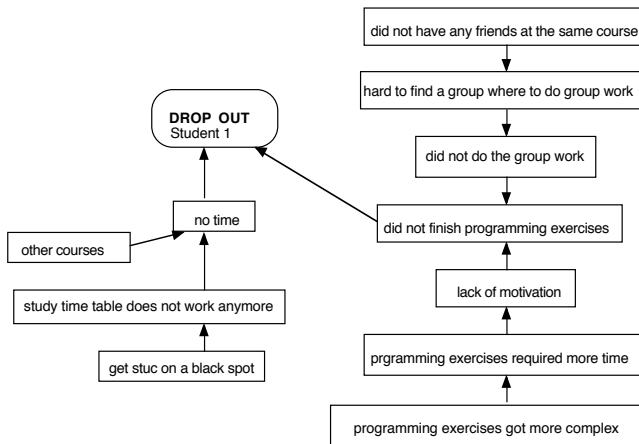 did not have any friends at the same course
hard to find a group where to do group work
DROP OUT
Student 1
did not do the group work
no time
did not finish programming exercises
other courses
lack of motivation
study time table does not work anymore
prgramming exercises required more time
get stuc on a black spot
programming exercises got more complex